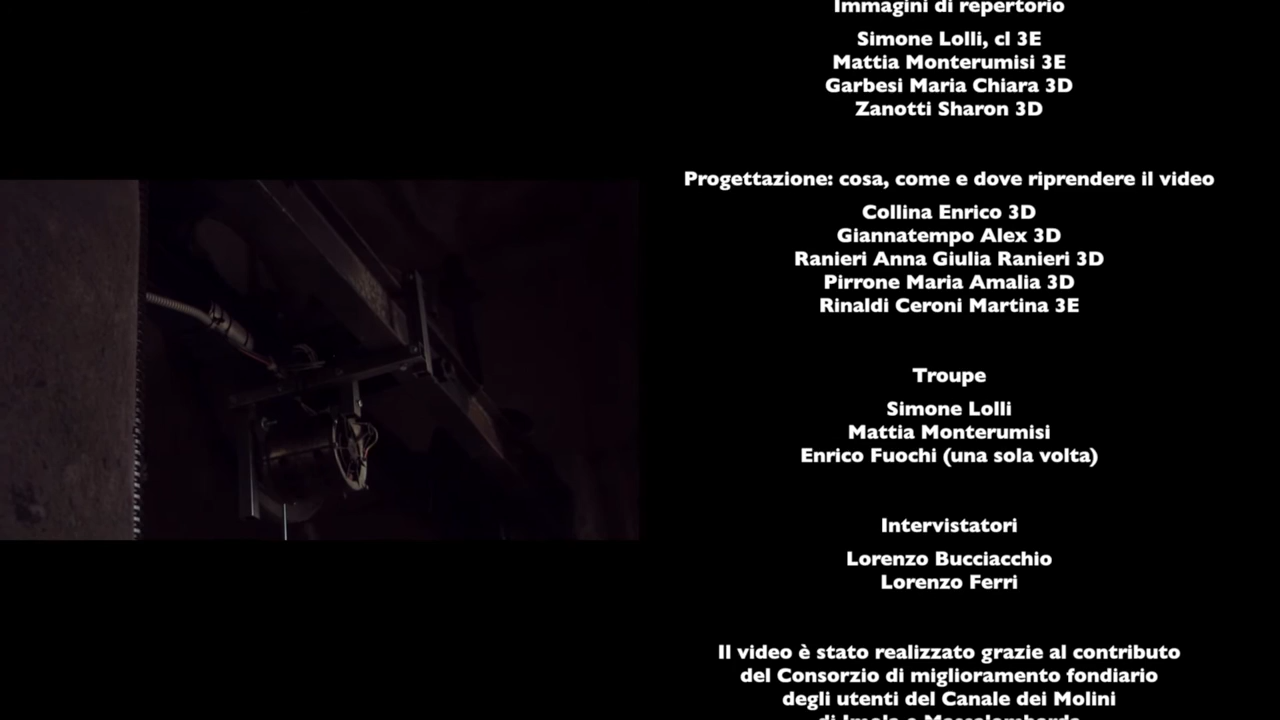 Immagini di repertorio
Simone Lolli, cl 3E
Mattia Monterumisi 3E
Garbesi Maria Chiara 3D
Zanotti Sharon 3D
Progettazione: cosa, come e dove riprendere il video
Collina Enrico 3D
Giannatempo Alex 3D
Ranieri Anna Giulia Ranieri 3D
Pirrone Maria Amalia 3D
Rinaldi Ceroni Martina 3E
Troupe
Simone Lolli
Mattia Monterumisi
Enrico Fuochi (una sola volta)
Intervistatori
Lorenzo Bucciacchio
Lorenzo Ferri
Il video è stato realizzato grazie al contributo
del Consorzio di miglioramento fondiario
degli utenti del Canale dei Molini
di Imola e Massalombarda